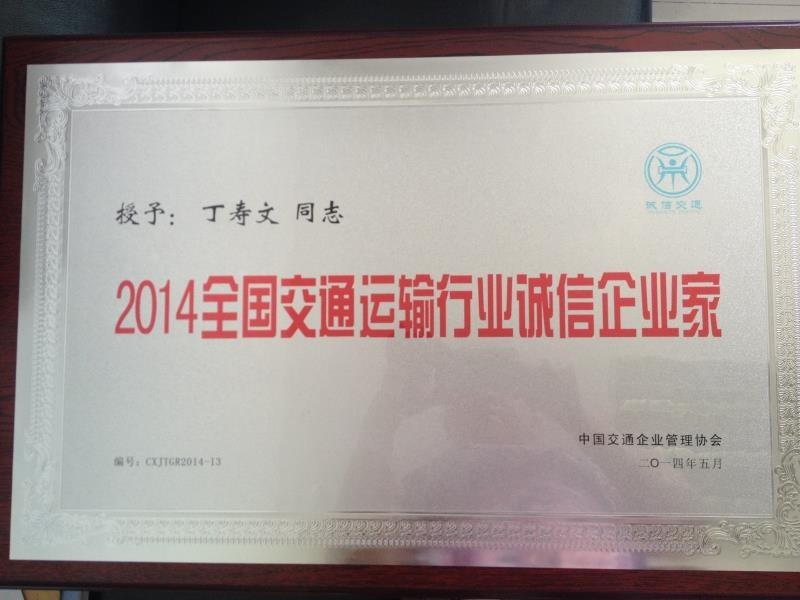 诚信交通
授予：丁寿文 同志
2014全国交通运输行业诚信企业家
中国交通企业管理协会
编号：CXJTGR2014-13
二〇一四年五月